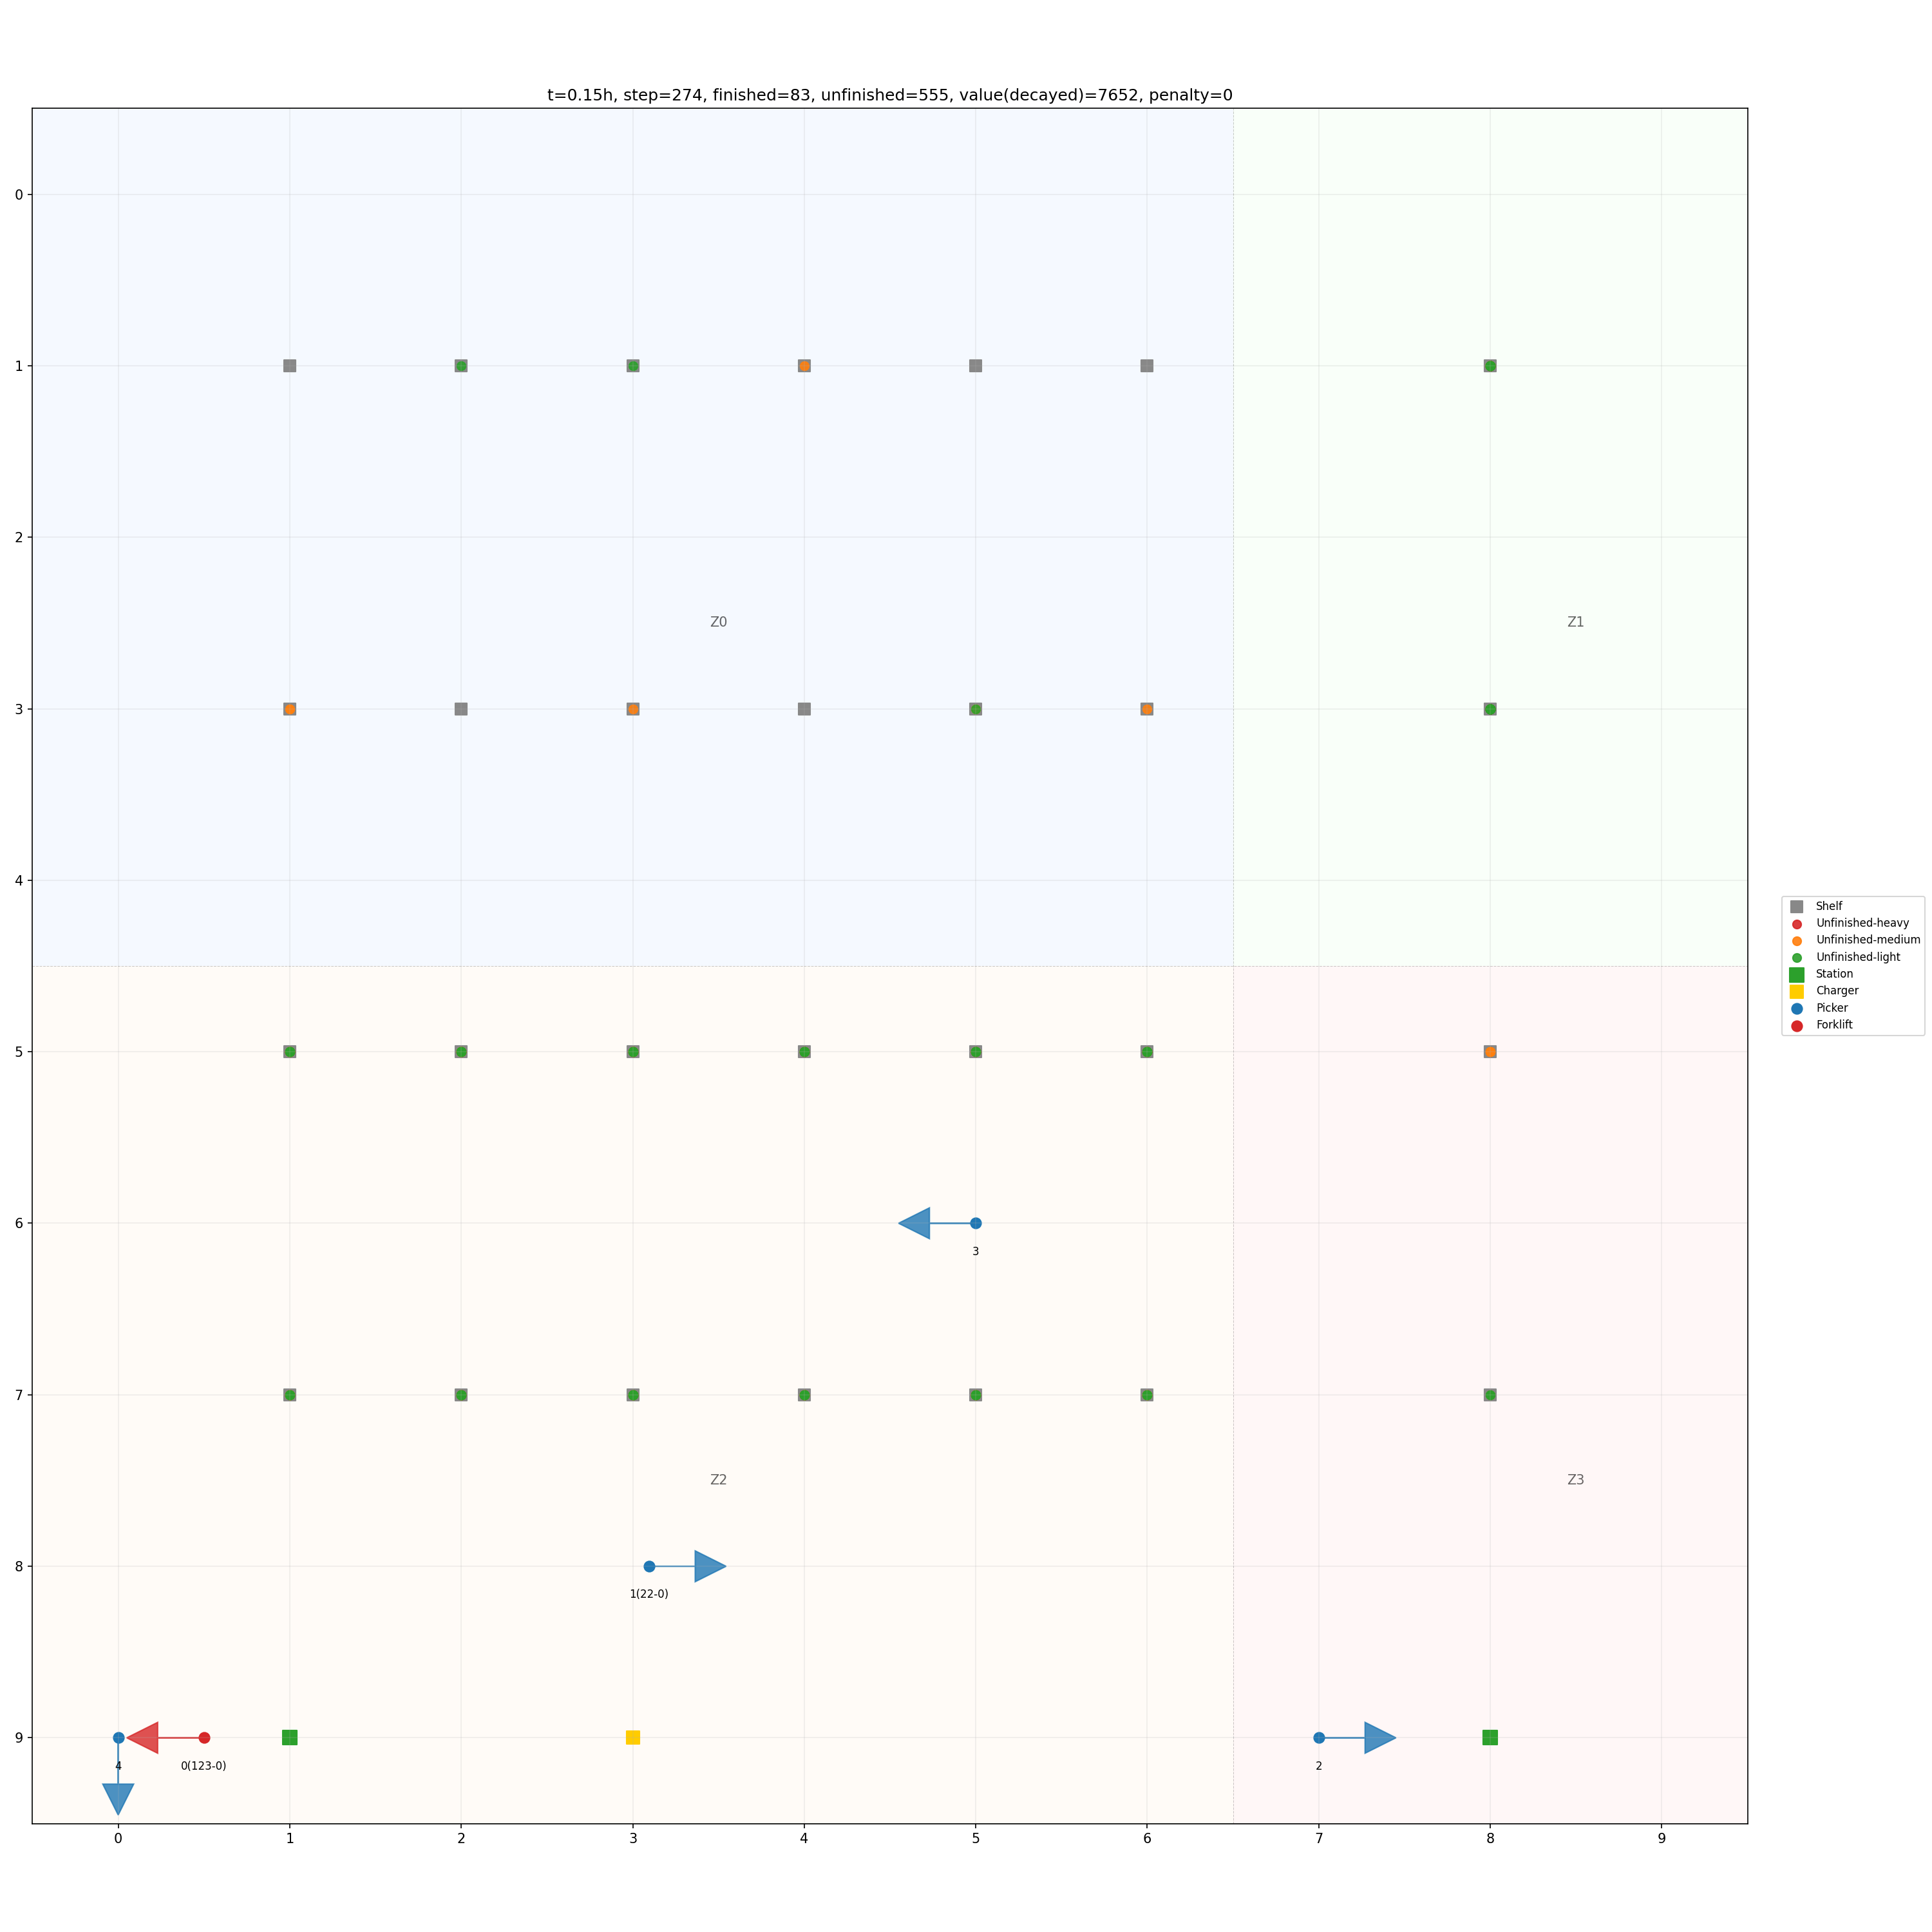 t=0.15h, step=274, finished=83, unfinished=555, value(decayed)=7652, penalty=0
0
1
2
Z0
Z1
3
4
Shelf
Unfinished-heavy
Unfinished-medium
Unfinished-light
Station
Charger
Picker
Forklift
5
6
3
7
Z2
Z3
8
1(22-0)
9
4
0(123-0)
2
0
1
2
3
4
5
6
7
8
9